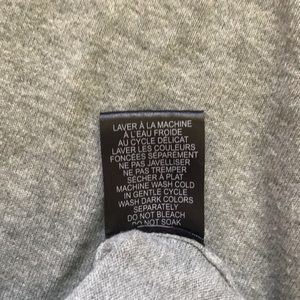 LAVER À LA MACHINE
À L'EAU FROIDE
AU CYCLE DÉLICAT
LAVER LES COULEURS
FONCÉES SÉPARÉMENT
NE PAS JAVELLISER
NE PAS TREMPER
SÉCHER À PLAT
MACHINE WASH COLD
IN GENTLE CYCLE
WASH DARK COLORS
SEPARATELY
DO NOT BLEACH
DO NOT SOAK